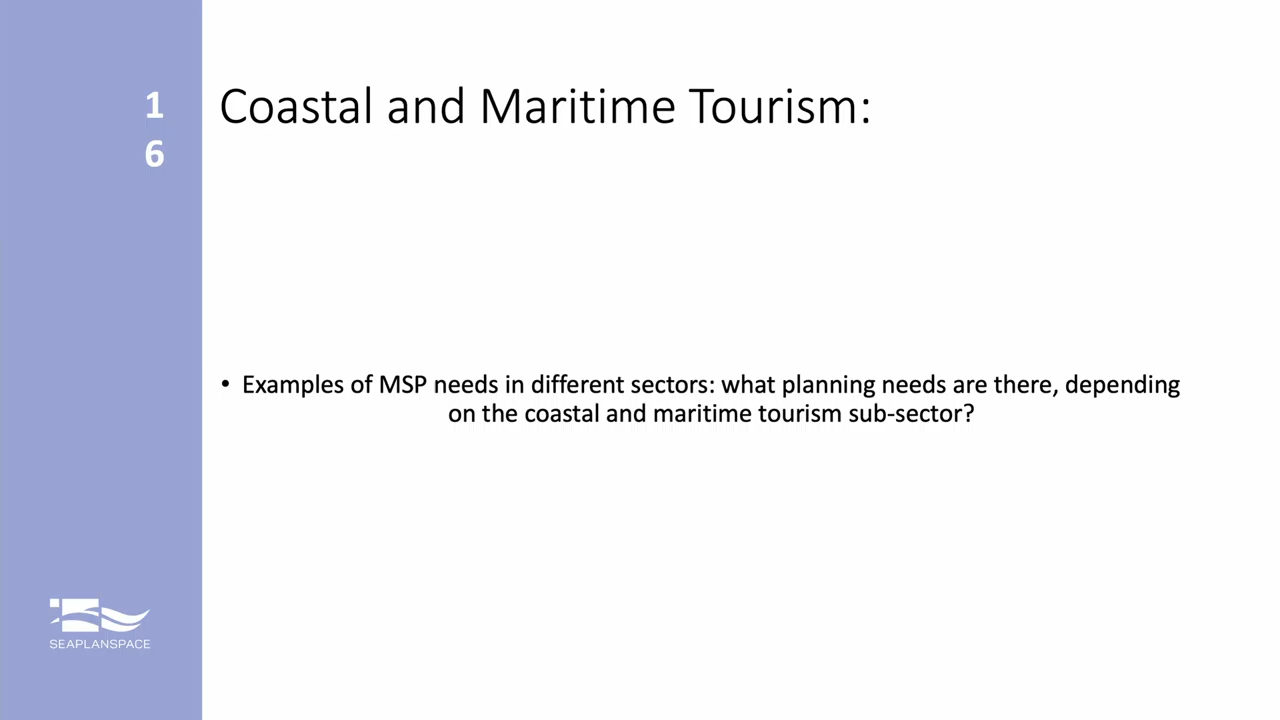 1
6
Coastal and Maritime Tourism:
• Examples of MSP needs in different sectors: what planning needs are there, depending
on the coastal and maritime tourism sub-sector?
SEAPLANSPACE